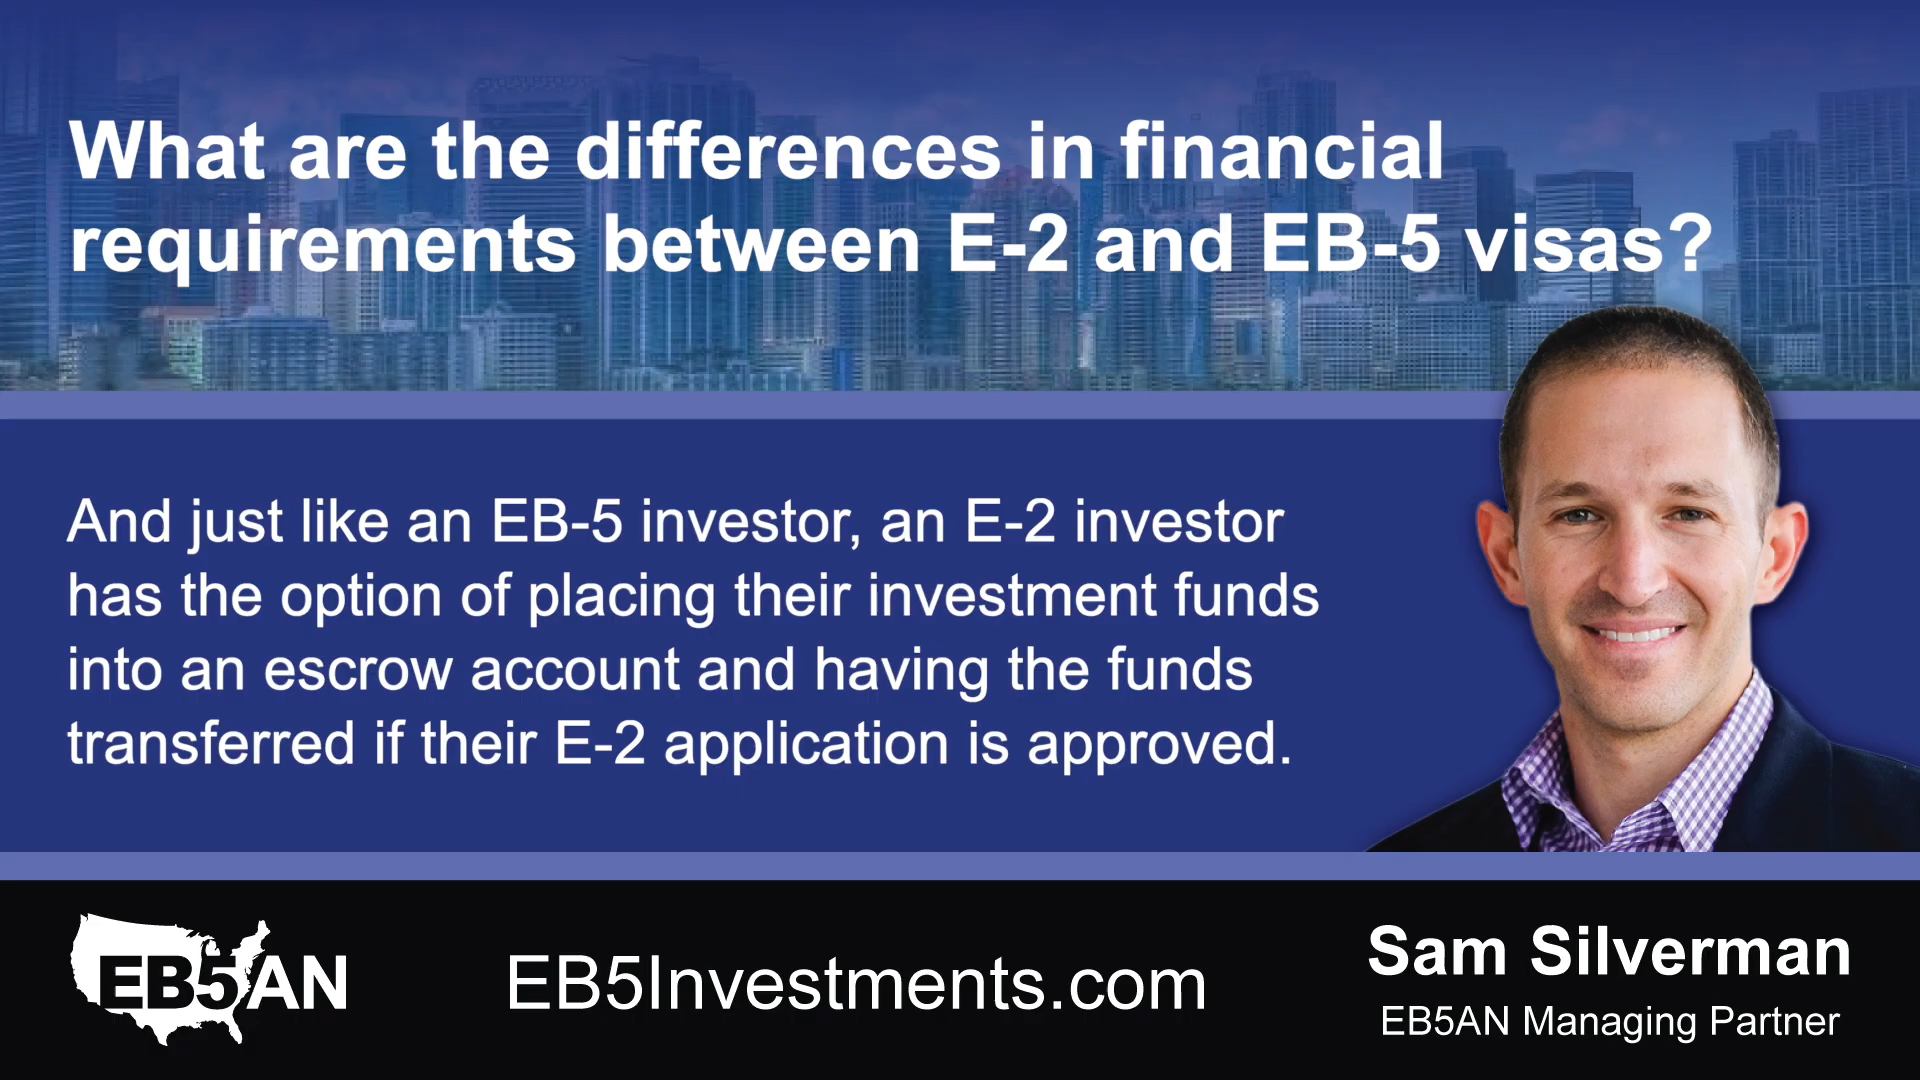 What are the differences in financial
requirements between E-2 and EB-5 visas?
And just like an EB-5 investor, an E-2 investor
has the option of placing their investment funds
into an escrow account and having the funds
transferred if their E-2 application is approved.
EB5AN
EB5Investments.com
Sam Silverman
EB5AN Managing Partner